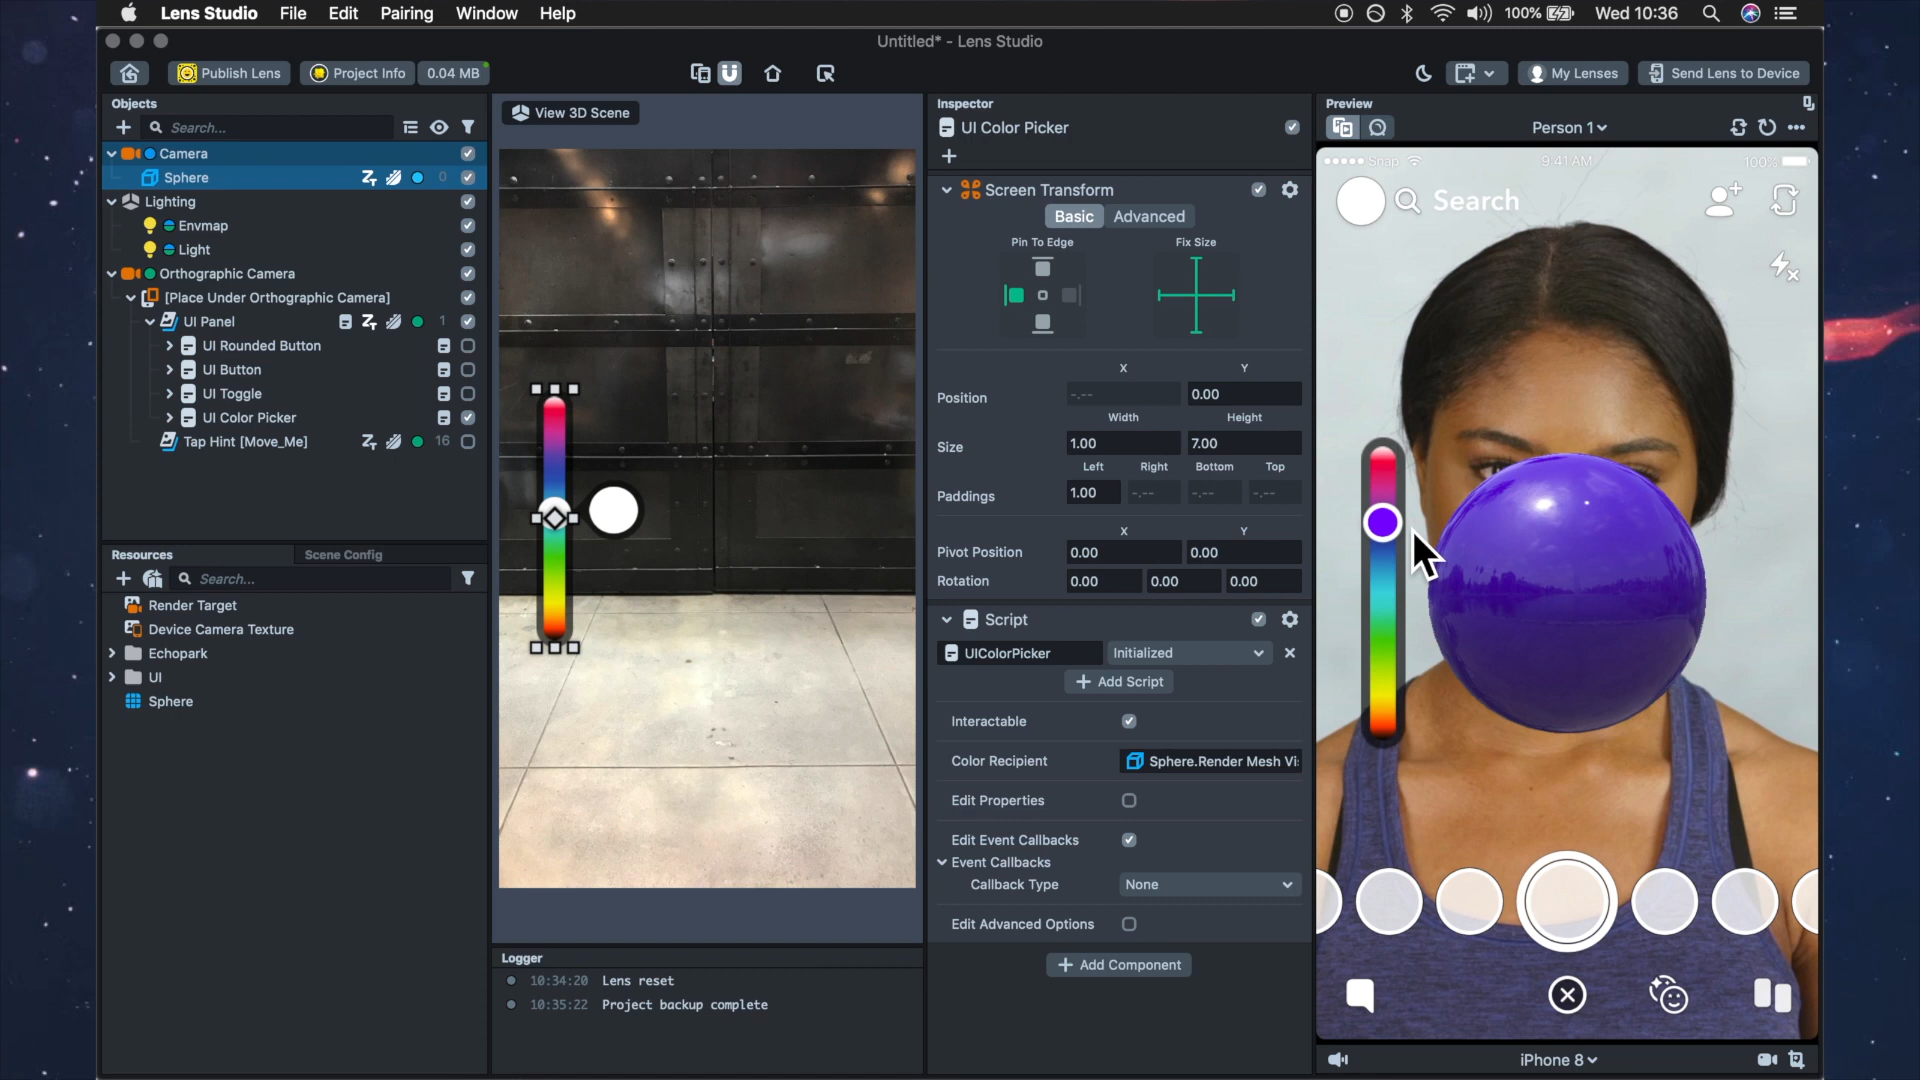 Lens Studio File Edit Pairing Window Help 100% Wed 10:36
Untitled* - Lens Studio
Publish Lens Project Info 0.04 MB My Lenses Send Lens to Device
Objects
Search...
Camera
Sphere 0
Lighting
Envmap
Light
Orthographic Camera
[Place Under Orthographic Camera]
UI Panel 1
UI Rounded Button
UI Button
UI Toggle
UI Color Picker
Tap Hint [Move_Me] 16
Resources Scene Config
Search...
Render Target
Device Camera Texture
Echopark
UI
Sphere
View 3D Scene
Logger
10:34:20 Lens reset
10:35:22 Project backup complete
Inspector
UI Color Picker
Screen Transform
Basic Advanced
Pin To Edge Fix Size
X Y
Position -.-- 0.00
Width Height
Size 1.00 7.00
Left Right Bottom Top
Paddings 1.00 -.-- -.-- -.--
X Y
Pivot Position 0.00 0.00
Rotation 0.00 0.00 0.00
Script
UIColorPicker Initialized
Add Script
Interactable
Color Recipient Sphere.Render Mesh Vi
Edit Properties
Edit Event Callbacks
Event Callbacks
Callback Type None
Edit Advanced Options
Add Component
Preview
Person 1
Snap 9:41 AM 100%
Search
iPhone 8